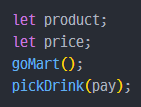 let product;
let price;
goMart();
pickDrink(pay);